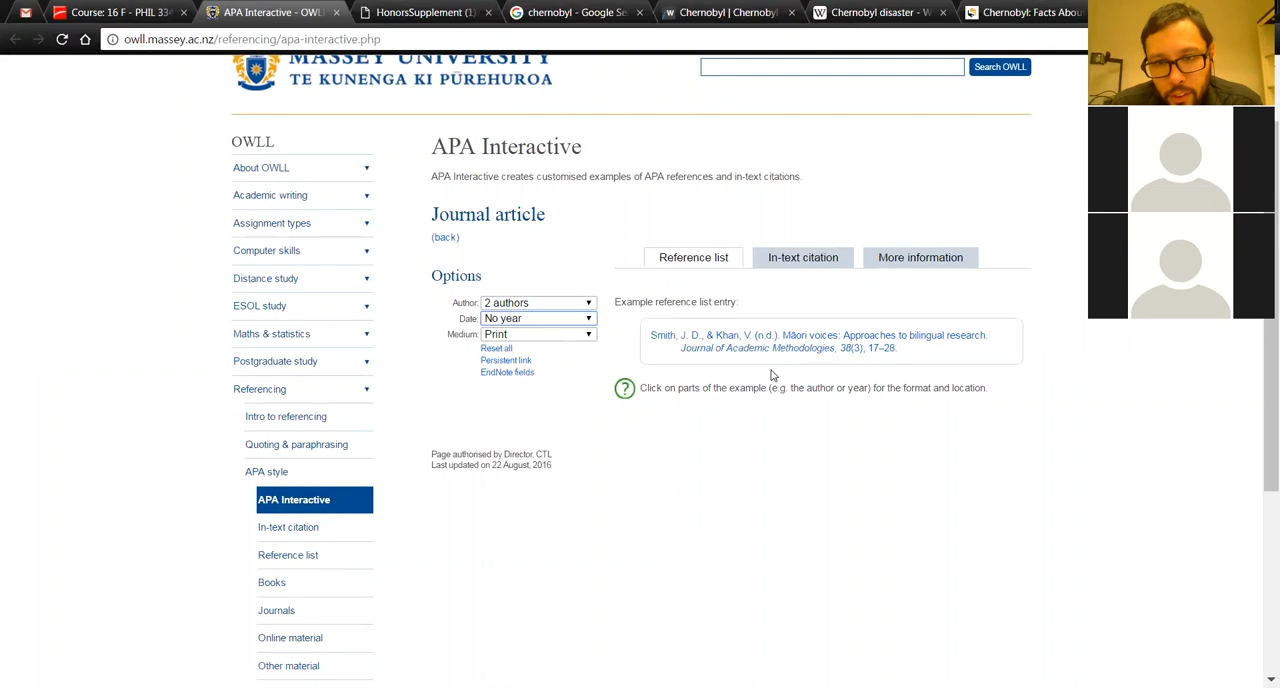 Course: 16 F - PHIL 334
APA Interactive - OWL
HonorsSupplement (1)
chernobyl - Google Se
Chernobyl | Chernobyl
Chernobyl disaster - W
Chernobyl: Facts Abou
owll.massey.ac.nz/referencing/apa-interactive.php
MASSEY UNIVERSITY
TE KUNENGA KI PŪREHUROA
Search OWLL
OWLL
About OWLL
Academic writing
Assignment types
Computer skills
Distance study
ESOL study
Maths & statistics
Postgraduate study
Referencing
Intro to referencing
Quoting & paraphrasing
APA style
APA Interactive
In-text citation
Reference list
Books
Journals
Online material
Other material
APA Interactive
APA Interactive creates customised examples of APA references and in-text citations.
Journal article
(back)
Options
Author: 2 authors
Date: No year
Medium: Print
Reset all
Persistent link
EndNote fields
Reference list In-text citation More information
Example reference list entry:
Smith, J. D., & Khan, V. (n.d.). Māori voices: Approaches to bilingual research.
Journal of Academic Methodologies, 38(3), 17–28.
Click on parts of the example (e.g. the author or year) for the format and location.
Page authorised by Director, CTL
Last updated on 22 August, 2016